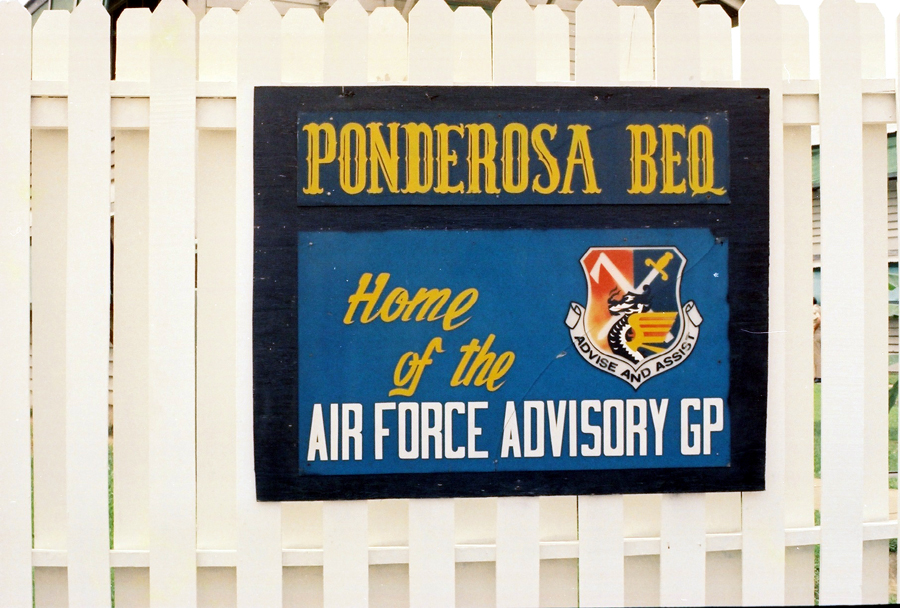 PONDEROSA BEQ
Home
of the
ADVISE AND ASSIST
AIR FORCE ADVISORY GP